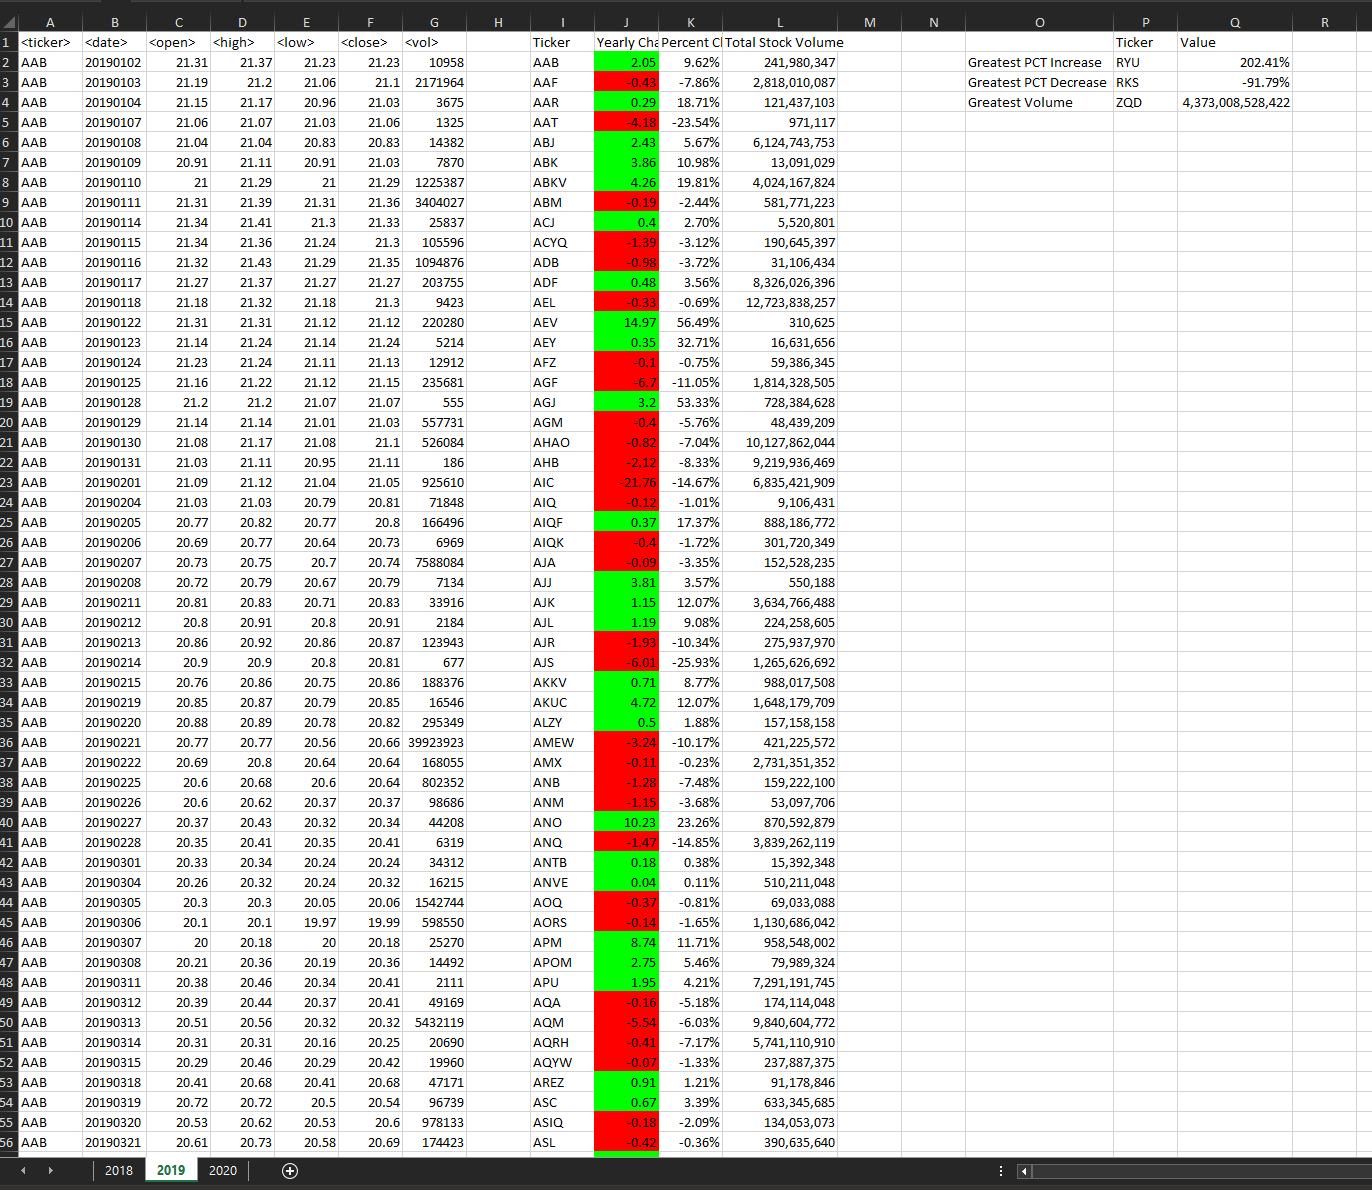 A B C D E F G H I J K L M N O P Q R
1 <ticker> <date> <open> <high> <low> <close> <vol> Ticker Yearly Cha Percent Cl Total Stock Volume Ticker Value
2 AAB 20190102 21.31 21.37 21.23 21.23 10958 AAB 2.05 9.62% 241,980,347 Greatest PCT Increase RYU 202.41%
3 AAB 20190103 21.19 21.2 21.06 21.1 2171964 AAF -0.43 -7.86% 2,818,010,087 Greatest PCT Decrease RKS -91.79%
4 AAB 20190104 21.15 21.17 20.96 21.03 3675 AAR 0.29 18.71% 121,437,103 Greatest Volume ZQD 4,373,008,528,422
5 AAB 20190107 21.06 21.07 21.03 21.06 1325 AAT -4.18 -23.54% 971,117
6 AAB 20190108 21.04 21.04 20.83 20.83 14382 ABJ 2.43 5.67% 6,124,743,753
7 AAB 20190109 20.91 21.11 20.91 21.03 7870 ABK 3.86 10.98% 13,091,029
8 AAB 20190110 21 21.29 21 21.29 1225387 ABKV 4.26 19.81% 4,024,167,824
9 AAB 20190111 21.31 21.39 21.31 21.36 3404027 ABM -0.19 -2.44% 581,771,223
10 AAB 20190114 21.34 21.41 21.3 21.33 25837 ACJ 0.4 2.70% 5,520,801
11 AAB 20190115 21.34 21.36 21.24 21.3 105596 ACYQ -1.39 -3.12% 190,645,397
12 AAB 20190116 21.32 21.43 21.29 21.35 1094876 ADB -0.98 -3.72% 31,106,434
13 AAB 20190117 21.27 21.37 21.27 21.27 203755 ADF 0.48 3.56% 8,326,026,396
14 AAB 20190118 21.18 21.32 21.18 21.3 9423 AEL -0.33 -0.69% 12,723,838,257
15 AAB 20190122 21.31 21.31 21.12 21.12 220280 AEV 14.97 56.49% 310,625
16 AAB 20190123 21.14 21.24 21.14 21.24 5214 AEY 0.35 32.71% 16,631,656
17 AAB 20190124 21.23 21.24 21.11 21.13 12912 AFZ -0.1 -0.75% 59,386,345
18 AAB 20190125 21.16 21.22 21.12 21.15 235681 AGF -6.7 -11.05% 1,814,328,505
19 AAB 20190128 21.2 21.2 21.07 21.07 555 AGJ 3.2 53.33% 728,384,628
20 AAB 20190129 21.14 21.14 21.01 21.03 557731 AGM -0.4 -5.76% 48,439,209
21 AAB 20190130 21.08 21.17 21.08 21.1 526084 AHAO -0.82 -7.04% 10,127,862,044
22 AAB 20190131 21.03 21.11 20.95 21.11 186 AHB -2.12 -8.33% 9,219,936,469
23 AAB 20190201 21.09 21.12 21.04 21.05 925610 AIC -21.76 -14.67% 6,835,421,909
24 AAB 20190204 21.03 21.03 20.79 20.81 71848 AIQ -0.12 -1.01% 9,106,431
25 AAB 20190205 20.77 20.82 20.77 20.8 166496 AIQF 0.37 17.37% 888,186,772
26 AAB 20190206 20.69 20.77 20.64 20.73 6969 AIQK -0.4 -1.72% 301,720,349
27 AAB 20190207 20.73 20.75 20.7 20.74 7588084 AJA -0.09 -3.35% 152,528,235
28 AAB 20190208 20.72 20.79 20.67 20.79 7134 AJJ 3.81 3.57% 550,188
29 AAB 20190211 20.81 20.83 20.71 20.83 33916 AJK 1.15 12.07% 3,634,766,488
30 AAB 20190212 20.8 20.91 20.8 20.91 2184 AJL 1.19 9.08% 224,258,605
31 AAB 20190213 20.86 20.92 20.86 20.87 123943 AJR -1.93 -10.34% 275,937,970
32 AAB 20190214 20.9 20.9 20.8 20.81 677 AJS -6.01 -25.93% 1,265,626,692
33 AAB 20190215 20.76 20.86 20.75 20.86 188376 AKKV 0.71 8.77% 988,017,508
34 AAB 20190219 20.85 20.87 20.79 20.85 16546 AKUC 4.72 12.07% 1,648,179,709
35 AAB 20190220 20.88 20.89 20.78 20.82 295349 ALZY 0.5 1.88% 157,158,158
36 AAB 20190221 20.77 20.77 20.56 20.66 39923923 AMEW -3.24 -10.17% 421,225,572
37 AAB 20190222 20.69 20.8 20.64 20.64 168055 AMX -0.11 -0.23% 2,731,351,352
38 AAB 20190225 20.6 20.68 20.6 20.64 802352 ANB -1.28 -7.48% 159,222,100
39 AAB 20190226 20.6 20.62 20.37 20.37 98686 ANM -1.15 -3.68% 53,097,706
40 AAB 20190227 20.37 20.43 20.32 20.34 44208 ANO 10.23 23.26% 870,592,879
41 AAB 20190228 20.35 20.41 20.35 20.41 6319 ANQ -1.47 -14.85% 3,839,262,119
42 AAB 20190301 20.33 20.34 20.24 20.24 34312 ANTB 0.18 0.38% 15,392,348
43 AAB 20190304 20.26 20.32 20.24 20.32 16215 ANVE 0.04 0.11% 510,211,048
44 AAB 20190305 20.3 20.3 20.05 20.06 1542744 AOQ -0.37 -0.81% 69,033,088
45 AAB 20190306 20.1 20.1 19.97 19.99 598550 AORS -0.14 -1.65% 1,130,686,042
46 AAB 20190307 20 20.18 20 20.18 25270 APM 8.74 11.71% 958,548,002
47 AAB 20190308 20.21 20.36 20.19 20.36 14492 APOM 2.75 5.46% 79,989,324
48 AAB 20190311 20.38 20.46 20.34 20.41 2111 APU 1.95 4.21% 7,291,191,745
49 AAB 20190312 20.39 20.44 20.37 20.41 49169 AQA -0.16 -5.18% 174,114,048
50 AAB 20190313 20.51 20.56 20.32 20.32 5432119 AQM -5.54 -6.03% 9,840,604,772
51 AAB 20190314 20.31 20.31 20.16 20.25 20690 AQRH -0.41 -7.17% 5,741,110,910
52 AAB 20190315 20.29 20.46 20.29 20.42 19960 AQYW -0.07 -1.33% 237,887,375
53 AAB 20190318 20.41 20.68 20.41 20.68 47171 AREZ 0.91 1.21% 91,178,846
54 AAB 20190319 20.72 20.72 20.5 20.54 96739 ASC 0.67 3.39% 633,345,685
55 AAB 20190320 20.53 20.62 20.53 20.6 978133 ASIQ -0.18 -2.09% 134,053,073
56 AAB 20190321 20.61 20.73 20.58 20.69 174423 ASL -0.42 -0.36% 390,635,640
2018 2019 2020